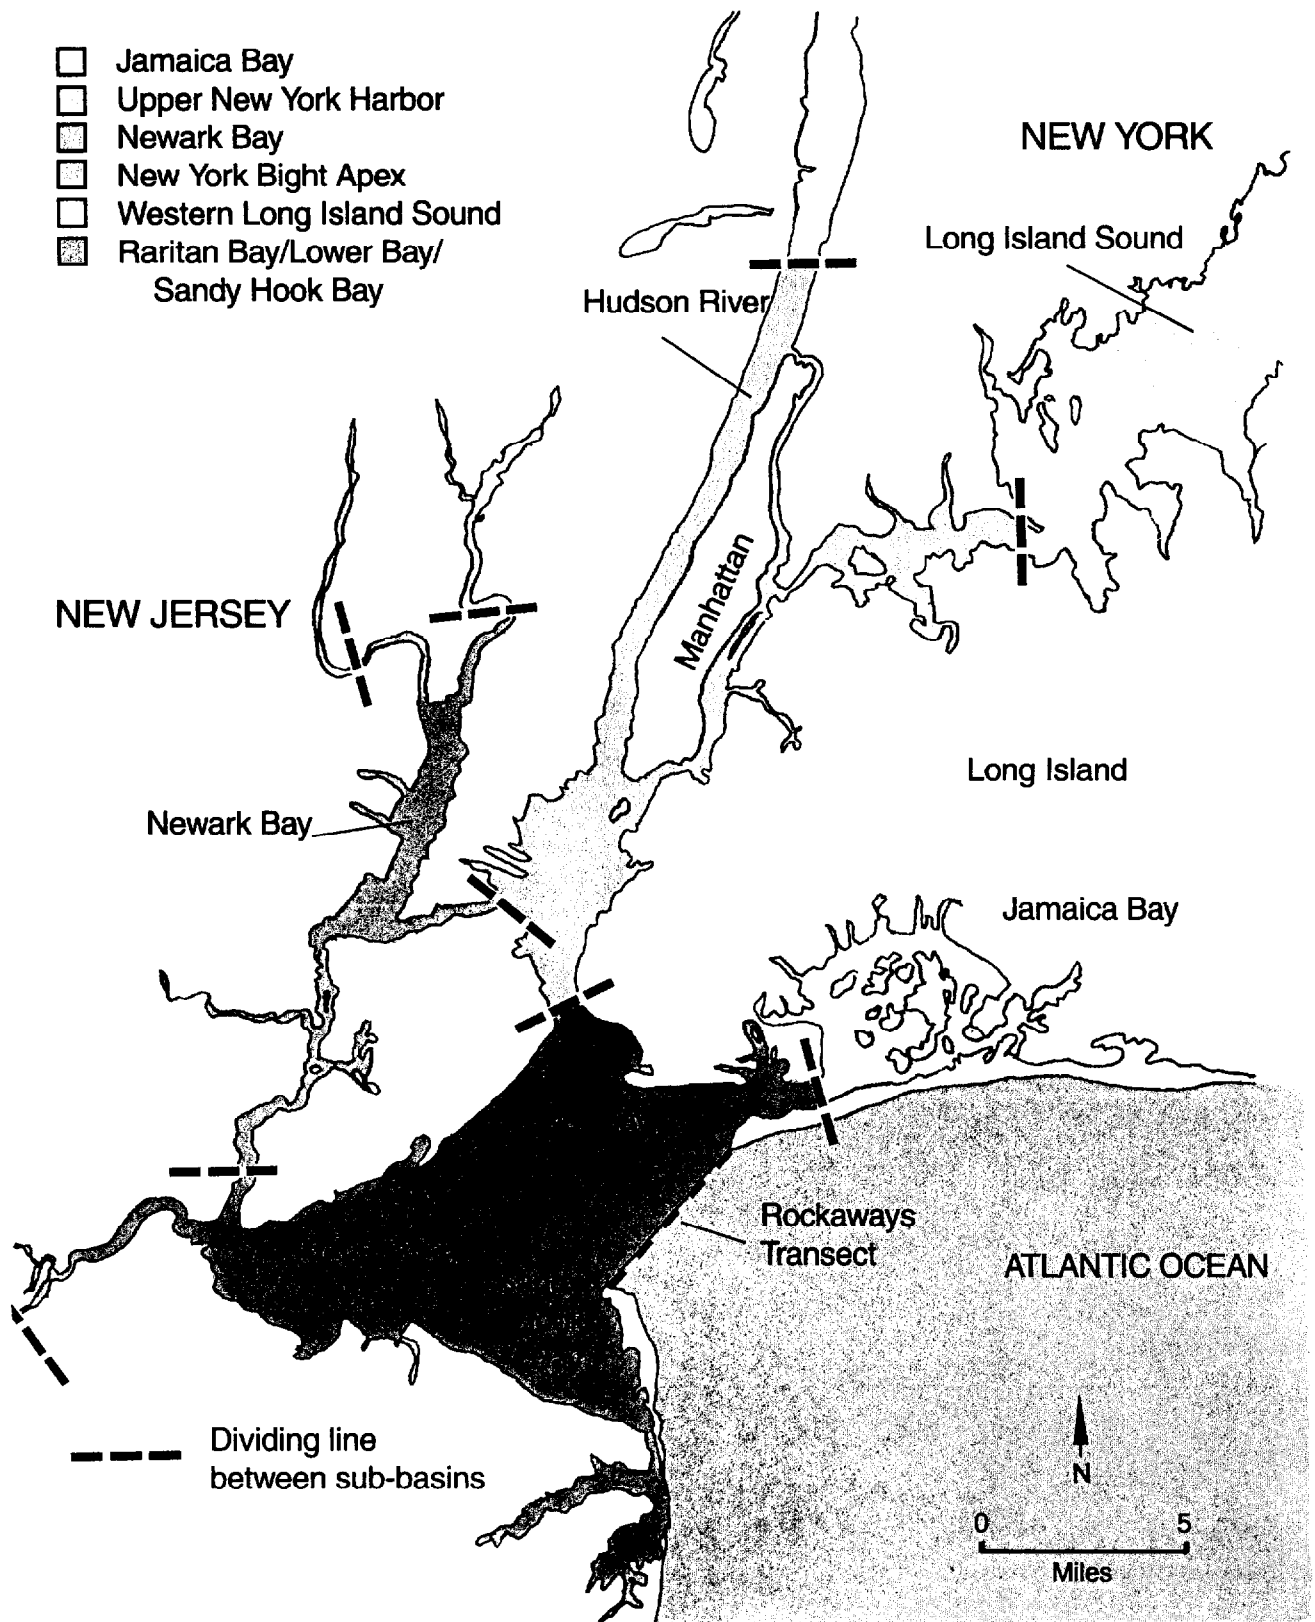 Jamaica Bay
Upper New York Harbor
Newark Bay
New York Bight Apex
Western Long Island Sound
Raritan Bay/Lower Bay/
Sandy Hook Bay
NEW YORK
Long Island Sound
Hudson River
Manhattan
NEW JERSEY
Long Island
Newark Bay
Jamaica Bay
Rockaways
Transect
ATLANTIC OCEAN
Dividing line
between sub-basins
N
0 5
Miles